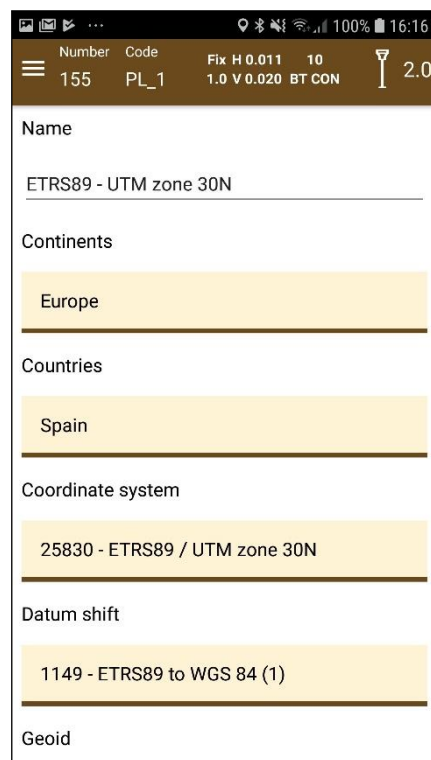 ... 100% 16:16
Number Code
155 PL_1
Fix H 0.011 10
1.0 V 0.020 BT CON
2.0
Name
ETRS89 - UTM zone 30N
Continents
Europe
Countries
Spain
Coordinate system
25830 - ETRS89 / UTM zone 30N
Datum shift
1149 - ETRS89 to WGS 84 (1)
Geoid